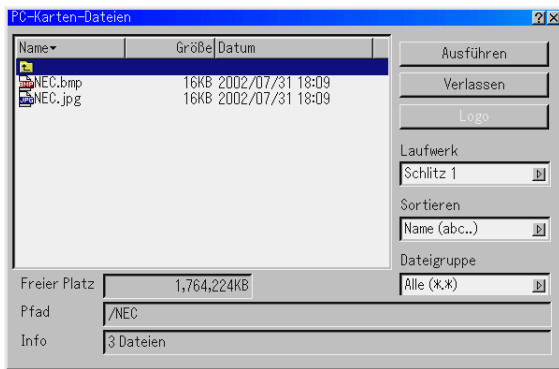 PC-Karten-Dateien
Name Größe Datum
NEC.bmp 16KB 2002/07/31 18:09
NEC.jpg 16KB 2002/07/31 18:09
Ausführen
Verlassen
Logo
Laufwerk
Schlitz 1
Sortieren
Name (abc..)
Dateigruppe
Alle (*.*)
Freier Platz 1,764,224KB
Pfad /NEC
Info 3 Dateien